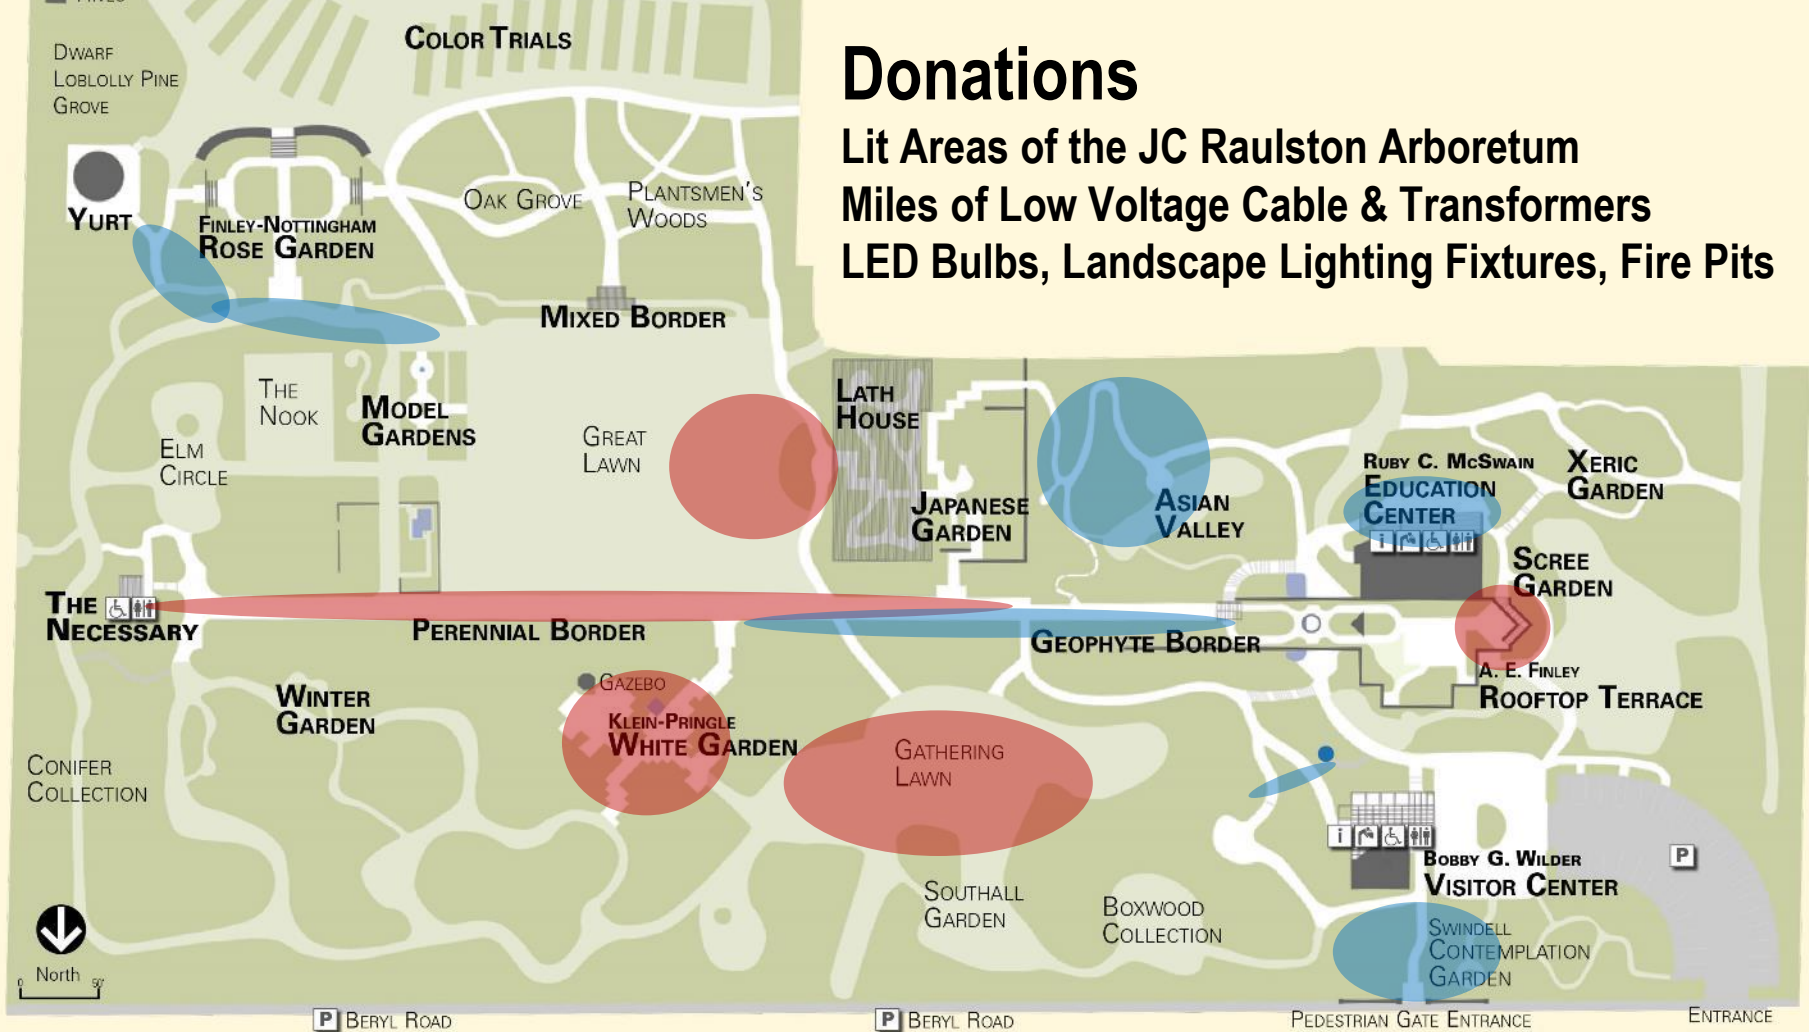 Donations
Lit Areas of the JC Raulston Arboretum
Miles of Low Voltage Cable & Transformers
LED Bulbs, Landscape Lighting Fixtures, Fire Pits
COLOR TRIALS
DWARF
LOBLOLLY PINE
GROVE
YURT
FINLEY-NOTTINGHAM
ROSE GARDEN
OAK GROVE
PLANTSMEN'S
WOODS
MIXED BORDER
THE
NOOK
MODEL
GARDENS
ELM
CIRCLE
GREAT
LAWN
LATH
HOUSE
JAPANESE
GARDEN
ASIAN
VALLEY
RUBY C. MCSWAIN
EDUCATION
CENTER
i
XERIC
GARDEN
SCREE
GARDEN
THE
NECESSARY
PERENNIAL BORDER
GEOPHYTE BORDER
A. E. FINLEY
ROOFTOP TERRACE
GAZEBO
KLEIN-PRINGLE
WHITE GARDEN
WINTER
GARDEN
GATHERING
LAWN
CONIFER
COLLECTION
i
BOBBY G. WILDER
VISITOR CENTER
P
SOUTHALL
GARDEN
BOXWOOD
COLLECTION
SWINDELL
CONTEMPLATION
GARDEN
North
0 50'
P BERYL ROAD
P BERYL ROAD
PEDESTRIAN GATE ENTRANCE
ENTRANCE